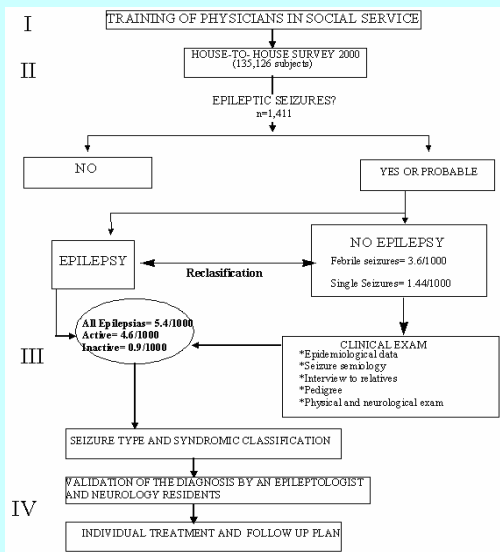 I
TRAINING OF PHYSICIANS IN SOCIAL SERVICE
II
HOUSE-TO- HOUSE SURVEY 2000
(135,126 subjects)
EPILEPTIC SEIZURES?
n=1,411
NO
YES OR PROBABLE
EPILEPSY
Reclasification
NO EPILEPSY
Febrile seizures= 3.6/1000
Single Seizures= 1.44/1000
III
All Epilepsias= 5.4/1000
Active= 4.6/1000
Inactive= 0.9/1000
CLINICAL EXAM
*Epidemiological data
*Seizure semiology
*Interview to relatives
*Pedigree
*Physical and neurological exam
SEIZURE TYPE AND SYNDROMIC CLASSIFICATION
IV
VALIDATION OF THE DIAGNOSIS BY AN EPILEPTOLOGIST
AND NEUROLOGY RESIDENTS
INDIVIDUAL TREATMENT AND FOLLOW UP PLAN